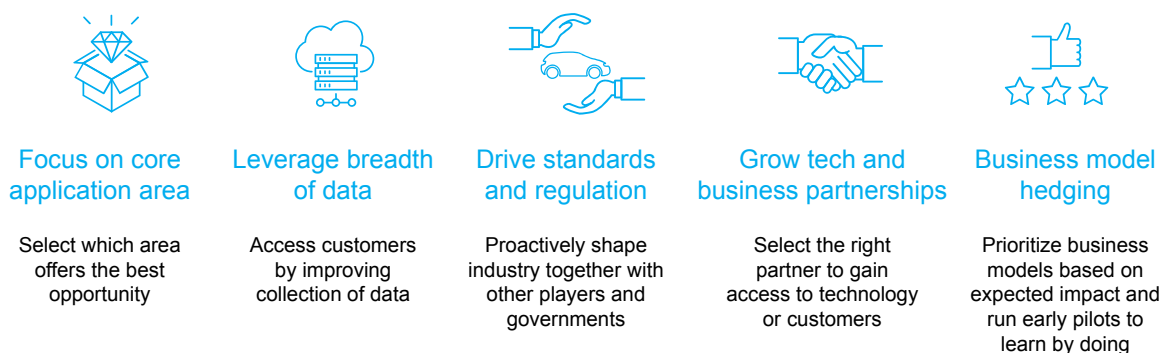 Focus on core
application area
Select which area
offers the best
opportunity
Leverage breadth
of data
Access customers
by improving
collection of data
Drive standards
and regulation
Proactively shape
industry together with
other players and
governments
Grow tech and
business partnerships
Select the right
partner to gain
access to technology
or customers
Business model
hedging
Prioritize business
models based on
expected impact and
run early pilots to
learn by doing